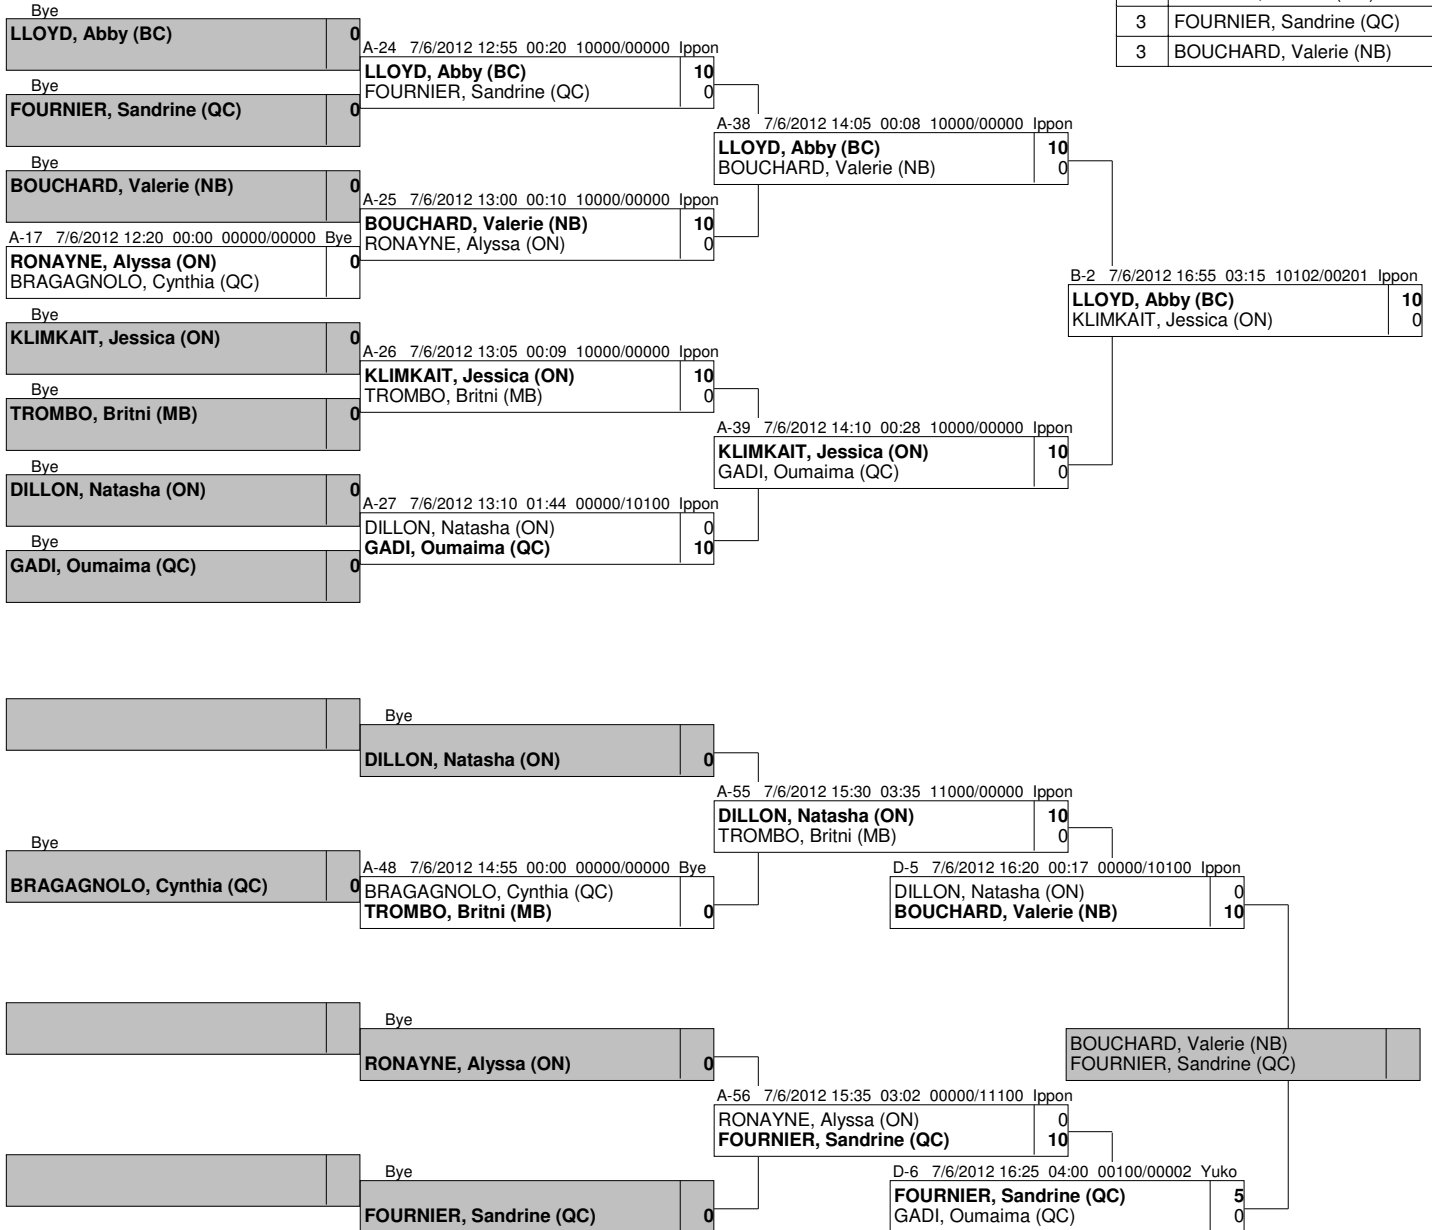 3 FOURNIER, Sandrine (QC)
3 BOUCHARD, Valerie (NB)
Bye
LLOYD, Abby (BC) 0
Bye
FOURNIER, Sandrine (QC) 0
Bye
BOUCHARD, Valerie (NB) 0
A-17 7/6/2012 12:20 00:00 00000/00000 Bye
RONAYNE, Alyssa (ON) 0
BRAGAGNOLO, Cynthia (QC)
Bye
KLIMKAIT, Jessica (ON) 0
Bye
TROMBO, Britni (MB) 0
Bye
DILLON, Natasha (ON) 0
Bye
GADI, Oumaima (QC) 0
A-24 7/6/2012 12:55 00:20 10000/00000 Ippon
LLOYD, Abby (BC) 10
FOURNIER, Sandrine (QC) 0
A-25 7/6/2012 13:00 00:10 10000/00000 Ippon
BOUCHARD, Valerie (NB) 10
RONAYNE, Alyssa (ON) 0
A-26 7/6/2012 13:05 00:09 10000/00000 Ippon
KLIMKAIT, Jessica (ON) 10
TROMBO, Britni (MB) 0
A-27 7/6/2012 13:10 01:44 00000/10100 Ippon
DILLON, Natasha (ON) 0
GADI, Oumaima (QC) 10
A-38 7/6/2012 14:05 00:08 10000/00000 Ippon
LLOYD, Abby (BC) 10
BOUCHARD, Valerie (NB) 0
A-39 7/6/2012 14:10 00:28 10000/00000 Ippon
KLIMKAIT, Jessica (ON) 10
GADI, Oumaima (QC) 0
B-2 7/6/2012 16:55 03:15 10102/00201 Ippon
LLOYD, Abby (BC) 10
KLIMKAIT, Jessica (ON) 0
Bye
DILLON, Natasha (ON) 0
Bye
BRAGAGNOLO, Cynthia (QC) 0
A-48 7/6/2012 14:55 00:00 00000/00000 Bye
BRAGAGNOLO, Cynthia (QC)
TROMBO, Britni (MB) 0
A-55 7/6/2012 15:30 03:35 11000/00000 Ippon
DILLON, Natasha (ON) 10
TROMBO, Britni (MB) 0
D-5 7/6/2012 16:20 00:17 00000/10100 Ippon
DILLON, Natasha (ON) 0
BOUCHARD, Valerie (NB) 10
Bye
RONAYNE, Alyssa (ON) 0
Bye
FOURNIER, Sandrine (QC) 0
A-56 7/6/2012 15:35 03:02 00000/11100 Ippon
RONAYNE, Alyssa (ON) 0
FOURNIER, Sandrine (QC) 10
D-6 7/6/2012 16:25 04:00 00100/00002 Yuko
FOURNIER, Sandrine (QC) 5
GADI, Oumaima (QC) 0
BOUCHARD, Valerie (NB)
FOURNIER, Sandrine (QC)